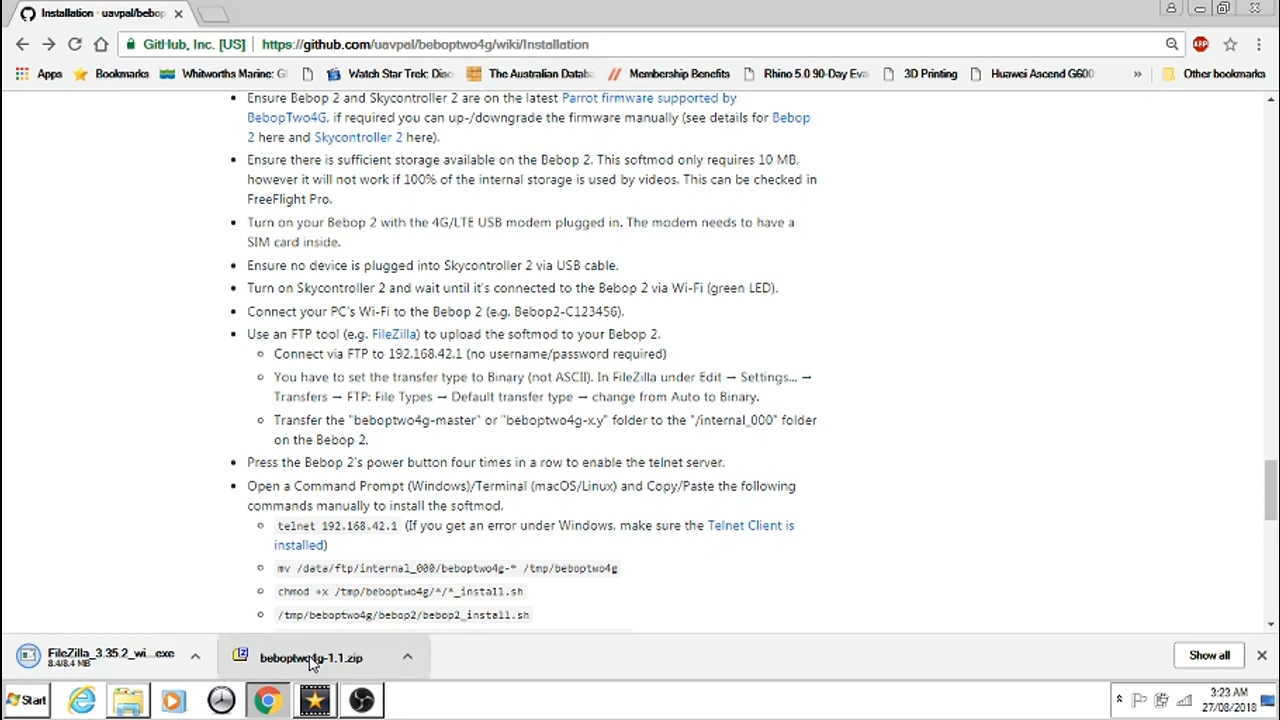 Installation · uavpal/bebop
GitHub, Inc. [US] https://github.com/uavpal/beboptwo4g/wiki/Installation
ABP
Apps Bookmarks Whitworths Marine: G Watch Star Trek: Disc The Australian Datab Membership Benefits Rhino 5.0 90-Day Eva 3D Printing Huawei Ascend G600 » Other bookmarks
Ensure Bebop 2 and Skycontroller 2 are on the latest Parrot firmware supported by
BebopTwo4G, if required you can up-/downgrade the firmware manually (see details for Bebop
2 here and Skycontroller 2 here).
Ensure there is sufficient storage available on the Bebop 2. This softmod only requires 10 MB,
however it will not work if 100% of the internal storage is used by videos. This can be checked in
FreeFlight Pro.
Turn on your Bebop 2 with the 4G/LTE USB modem plugged in. The modem needs to have a
SIM card inside.
Ensure no device is plugged into Skycontroller 2 via USB cable.
Turn on Skycontroller 2 and wait until it's connected to the Bebop 2 via Wi-Fi (green LED).
Connect your PC's Wi-Fi to the Bebop 2 (e.g. Bebop2-C123456).
Use an FTP tool (e.g. FileZilla) to upload the softmod to your Bebop 2.
Connect via FTP to 192.168.42.1 (no username/password required)
You have to set the transfer type to Binary (not ASCII). In FileZilla under Edit → Settings... →
Transfers → FTP: File Types → Default transfer type → change from Auto to Binary.
Transfer the "beboptwo4g-master" or "beboptwo4g-x.y" folder to the "/internal_000" folder
on the Bebop 2.
Press the Bebop 2's power button four times in a row to enable the telnet server.
Open a Command Prompt (Windows)/Terminal (macOS/Linux) and Copy/Paste the following
commands manually to install the softmod.
telnet 192.168.42.1 (If you get an error under Windows, make sure the Telnet Client is
installed)
mv /data/ftp/internal_000/beboptwo4g-* /tmp/beboptwo4g
chmod +x /tmp/beboptwo4g/*/*_install.sh
/tmp/beboptwo4g/bebop2/bebop2_install.sh
FileZilla_3.35.2_wi...exe
8.4/8.4 MB
beboptwo4g-1.1.zip
Show all
Start
3:23 AM
27/08/2018